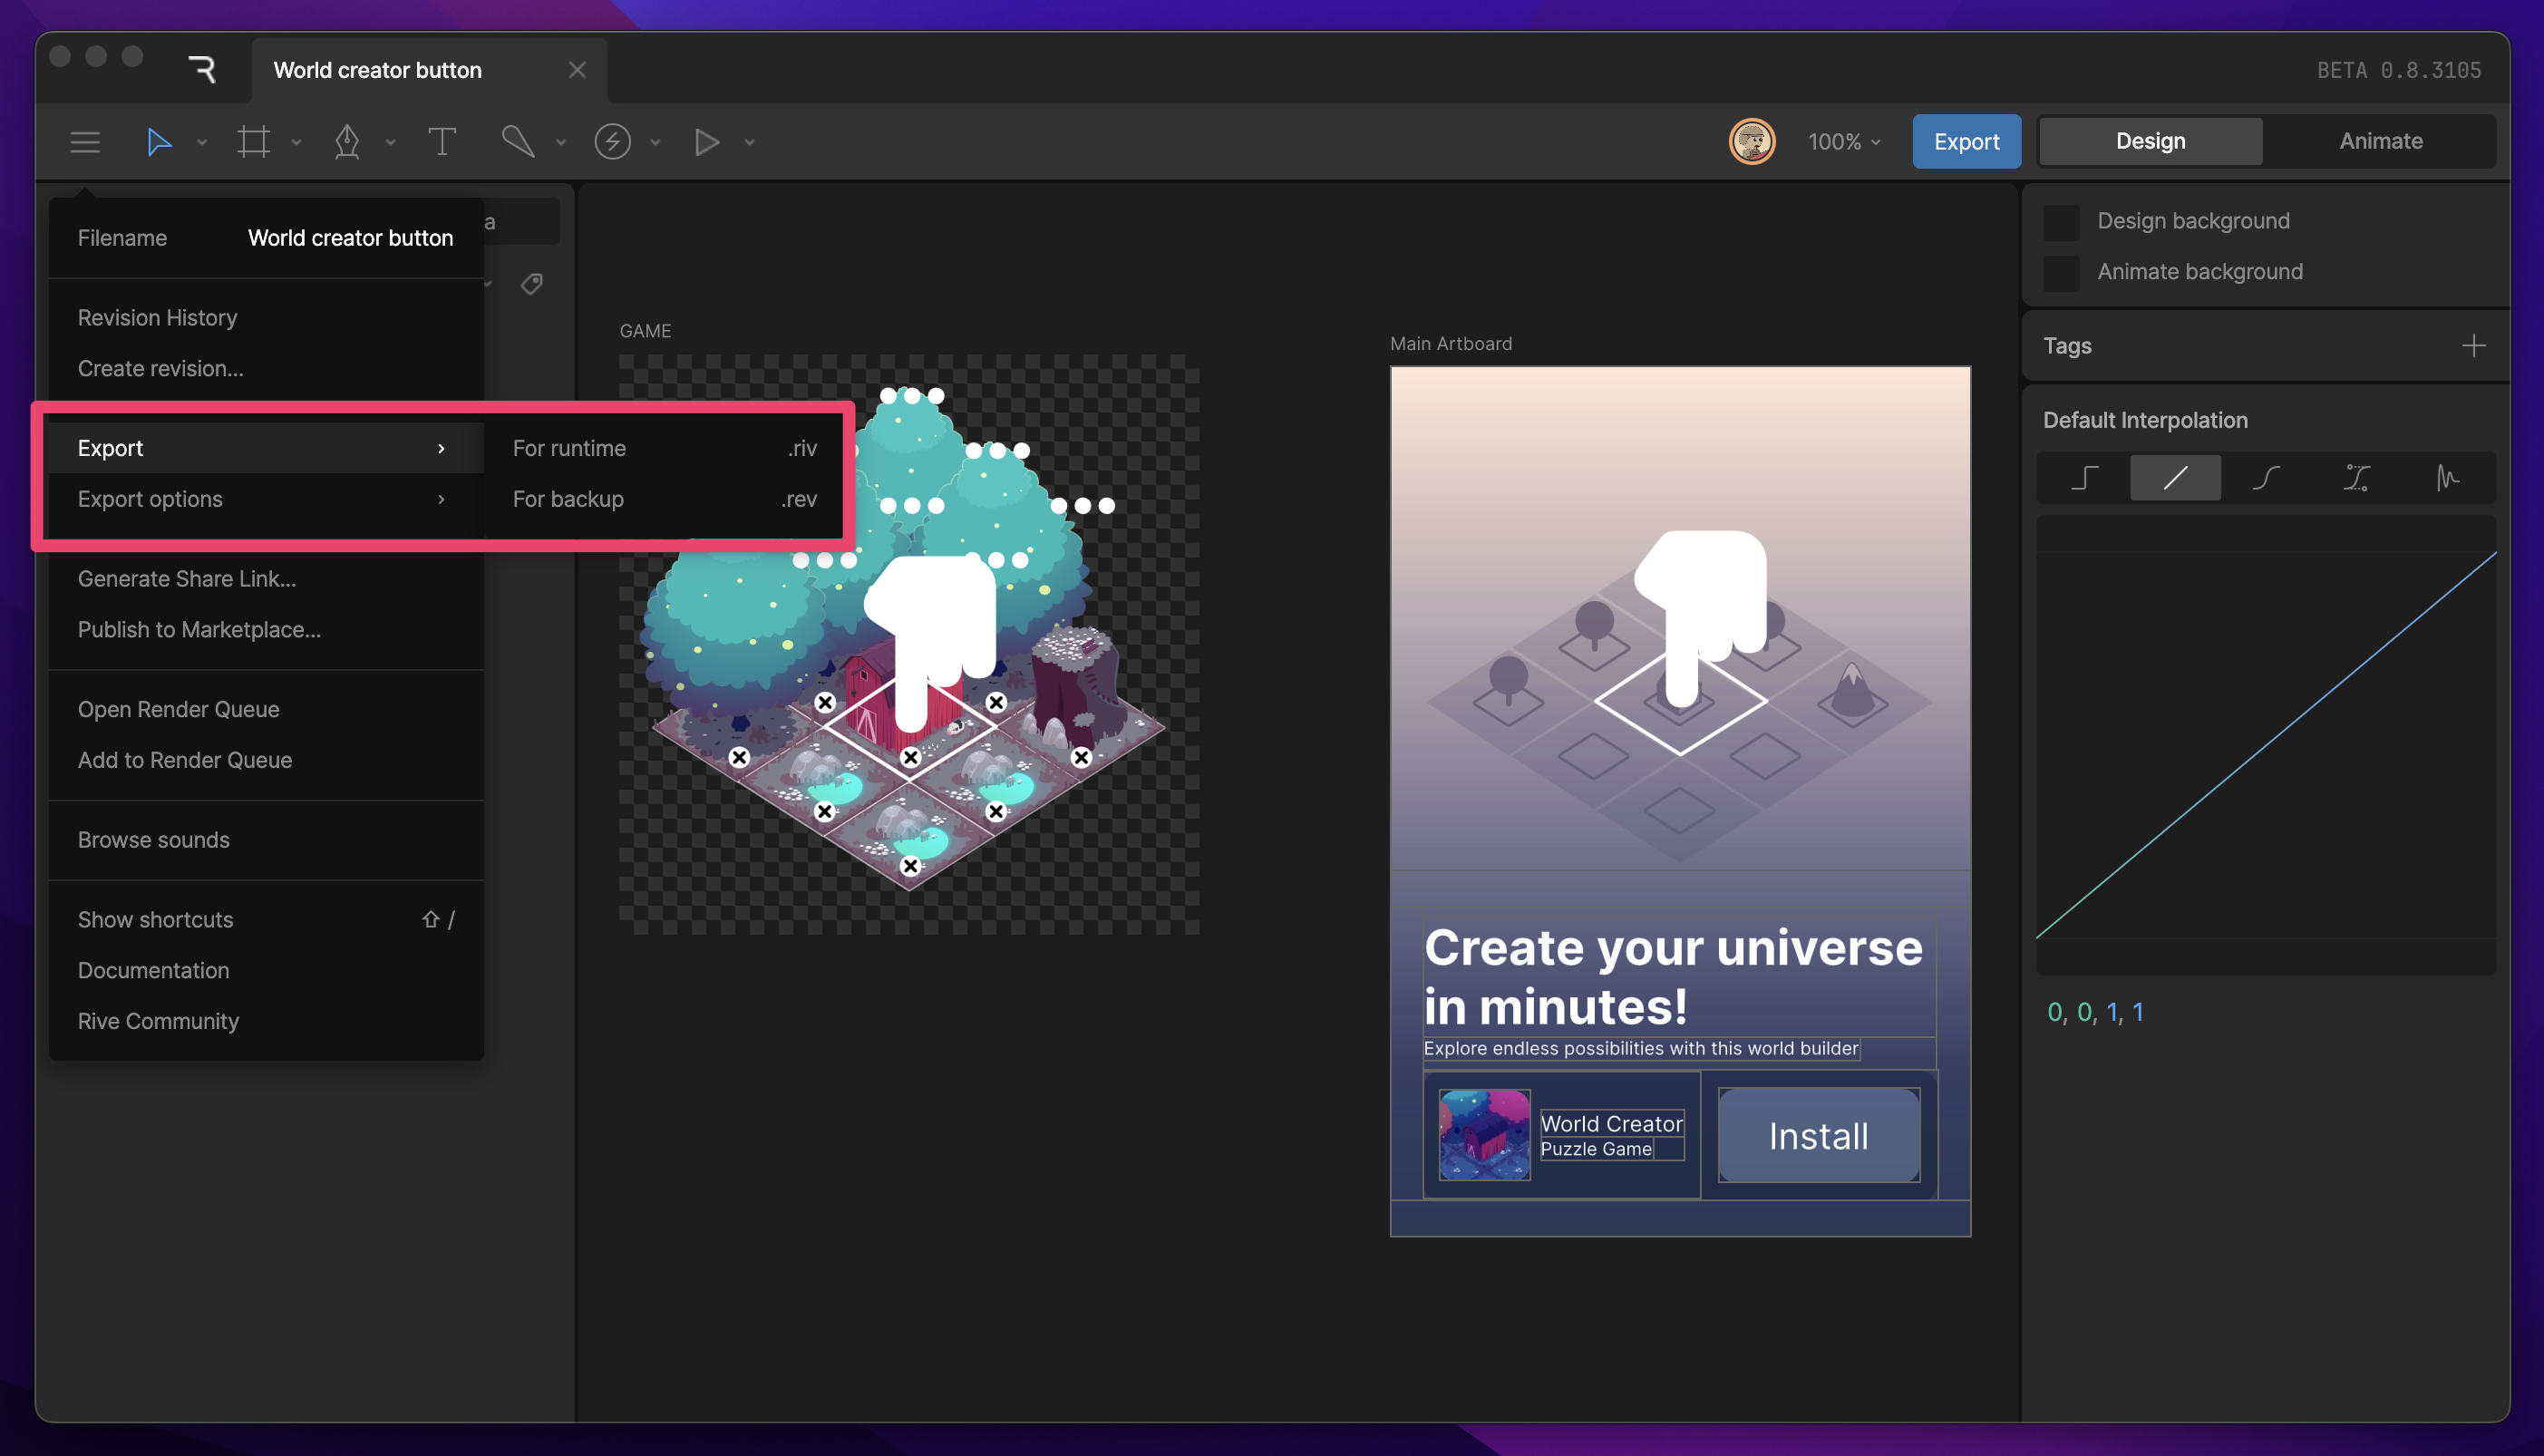 World creator button
BETA 0.8.3105
100%
Export
Design
Animate
Filename World creator button
a
Revision History
Create revision...
Export
Export options
For runtime .riv
For backup .rev
Generate Share Link...
Publish to Marketplace...
Open Render Queue
Add to Render Queue
Browse sounds
Show shortcuts ⇧ /
Documentation
Rive Community
GAME
Main Artboard
Create your universe
in minutes!
Explore endless possibilities with this world builder
World Creator
Puzzle Game
Install
Design background
Animate background
Tags
Default Interpolation
0, 0, 1, 1